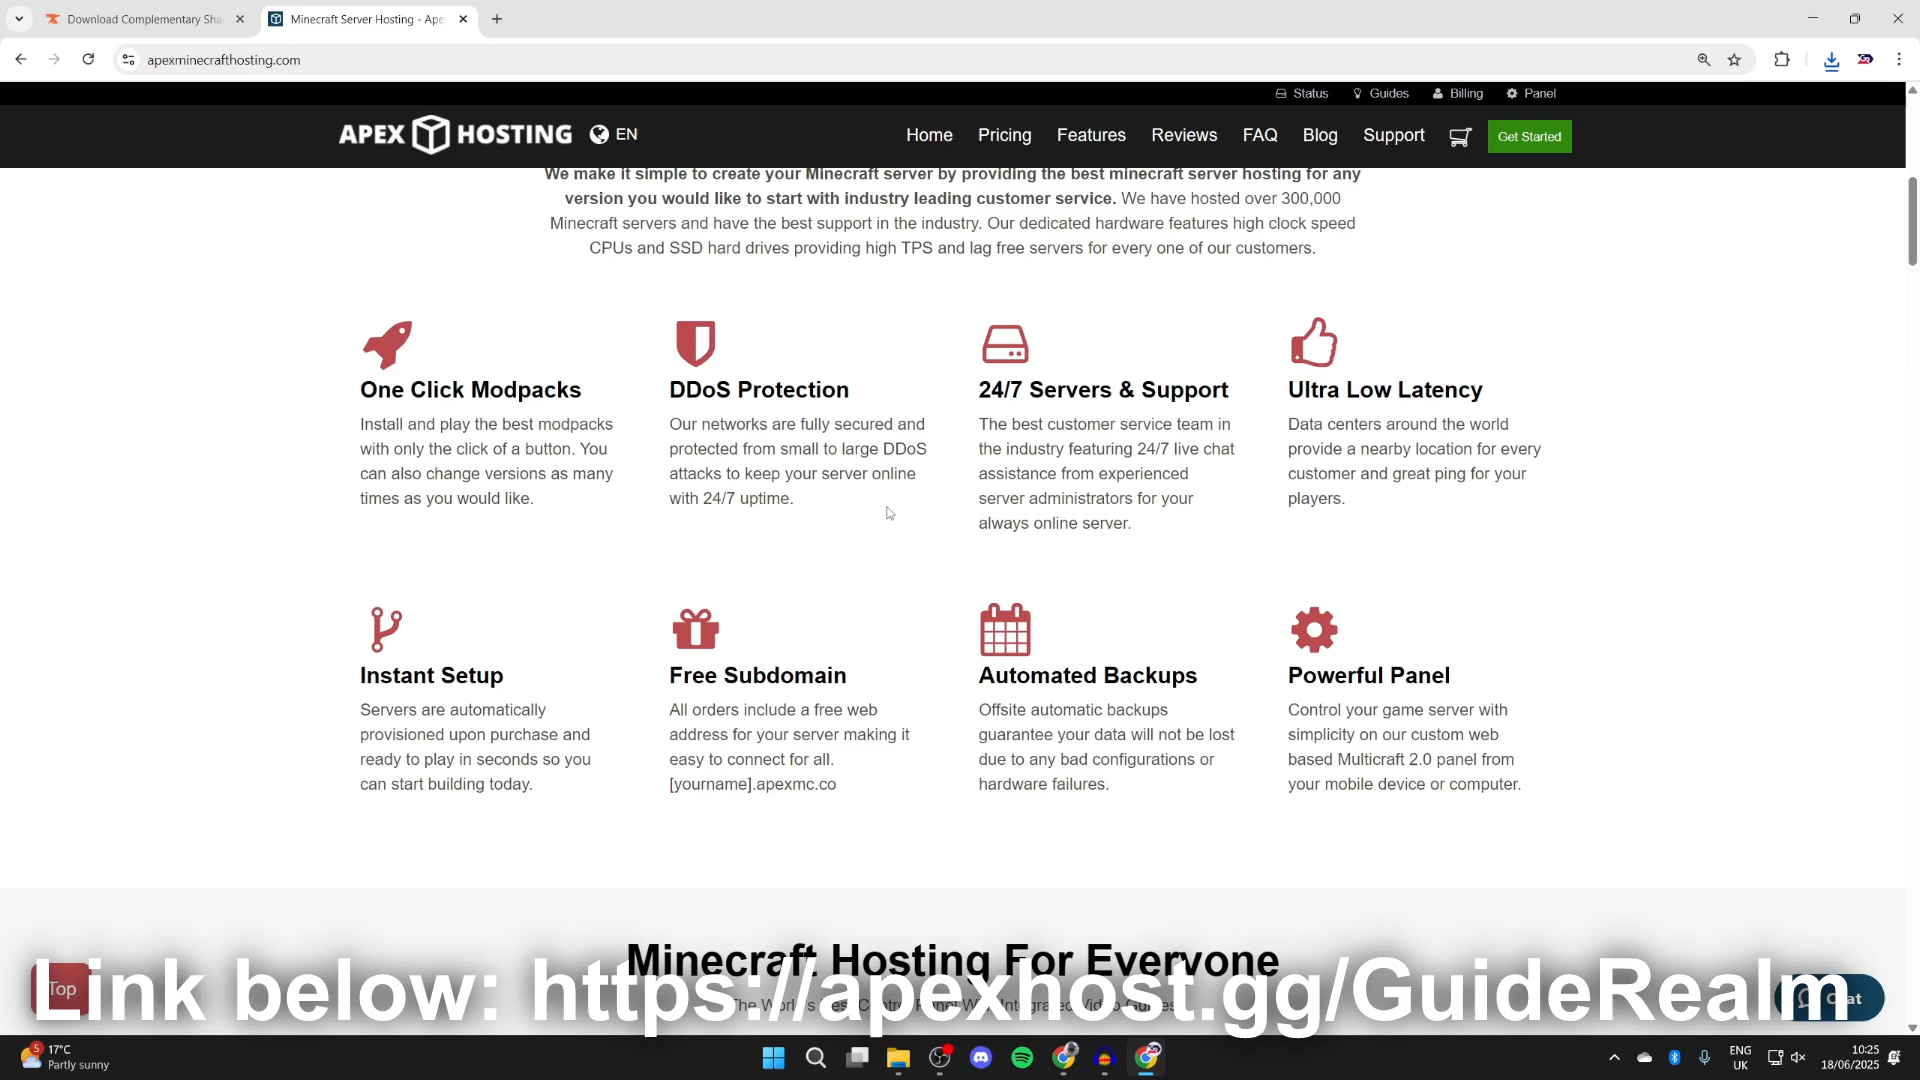 Download Complementary Sha
Minecraft Server Hosting - Ape
apexminecrafthosting.com
Status
Guides
Billing
Panel
APEX HOSTING
EN
Home
Pricing
Features
Reviews
FAQ
Blog
Support
Get Started
We make it simple to create your Minecraft server by providing the best minecraft server hosting for any
version you would like to start with industry leading customer service. We have hosted over 300,000
Minecraft servers and have the best support in the industry. Our dedicated hardware features high clock speed
CPUs and SSD hard drives providing high TPS and lag free servers for every one of our customers.
One Click Modpacks
Install and play the best modpacks
with only the click of a button. You
can also change versions as many
times as you would like.
DDoS Protection
Our networks are fully secured and
protected from small to large DDoS
attacks to keep your server online
with 24/7 uptime.
24/7 Servers & Support
The best customer service team in
the industry featuring 24/7 live chat
assistance from experienced
server administrators for your
always online server.
Ultra Low Latency
Data centers around the world
provide a nearby location for every
customer and great ping for your
players.
Instant Setup
Servers are automatically
provisioned upon purchase and
ready to play in seconds so you
can start building today.
Free Subdomain
All orders include a free web
address for your server making it
easy to connect for all.
[yourname].apexmc.co
Automated Backups
Offsite automatic backups
guarantee your data will not be lost
due to any bad configurations or
hardware failures.
Powerful Panel
Control your game server with
simplicity on our custom web
based Multicraft 2.0 panel from
your mobile device or computer.
Minecraft Hosting For Everyone
The World's Best Control Panel With Integrated Video Guides
Top
Chat
Link below: https://apexhost.gg/GuideRealm
5
17°C
Partly sunny
ENG
UK
10:25
18/06/2025